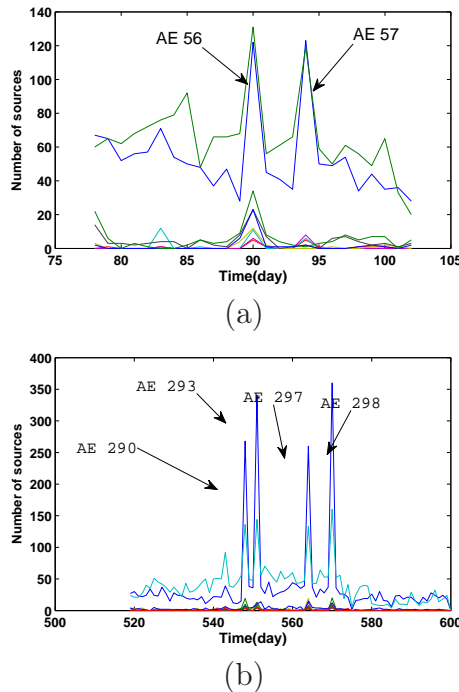 140
120
100
80
60
40
20
0
Number of sources
AE 56
AE 57
75 80 85 90 95 100 105
Time(day)
(a)
400
350
300
250
200
150
100
50
0
Number of sources
AE 293
AE 297
AE 298
AE 290
500 520 540 560 580 600
Time(day)
(b)